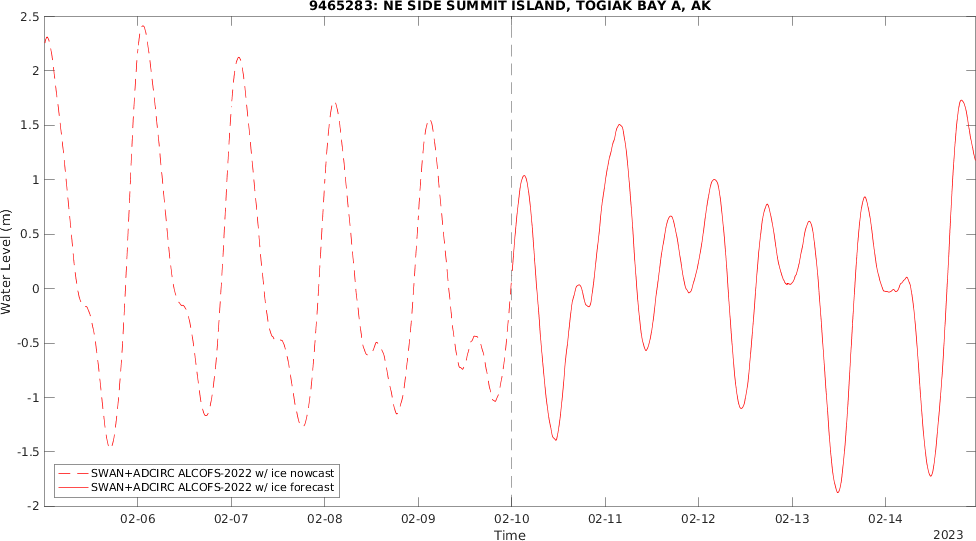 9465283: NE SIDE SUMMIT ISLAND, TOGIAK BAY A, AK
2.5
2
1.5
1
0.5
0
-0.5
-1
-1.5
-2
Water Level (m)
SWAN+ADCIRC ALCOFS-2022 w/ ice nowcast
SWAN+ADCIRC ALCOFS-2022 w/ ice forecast
02-06 02-07 02-08 02-09 02-10 02-11 02-12 02-13 02-14
Time
2023